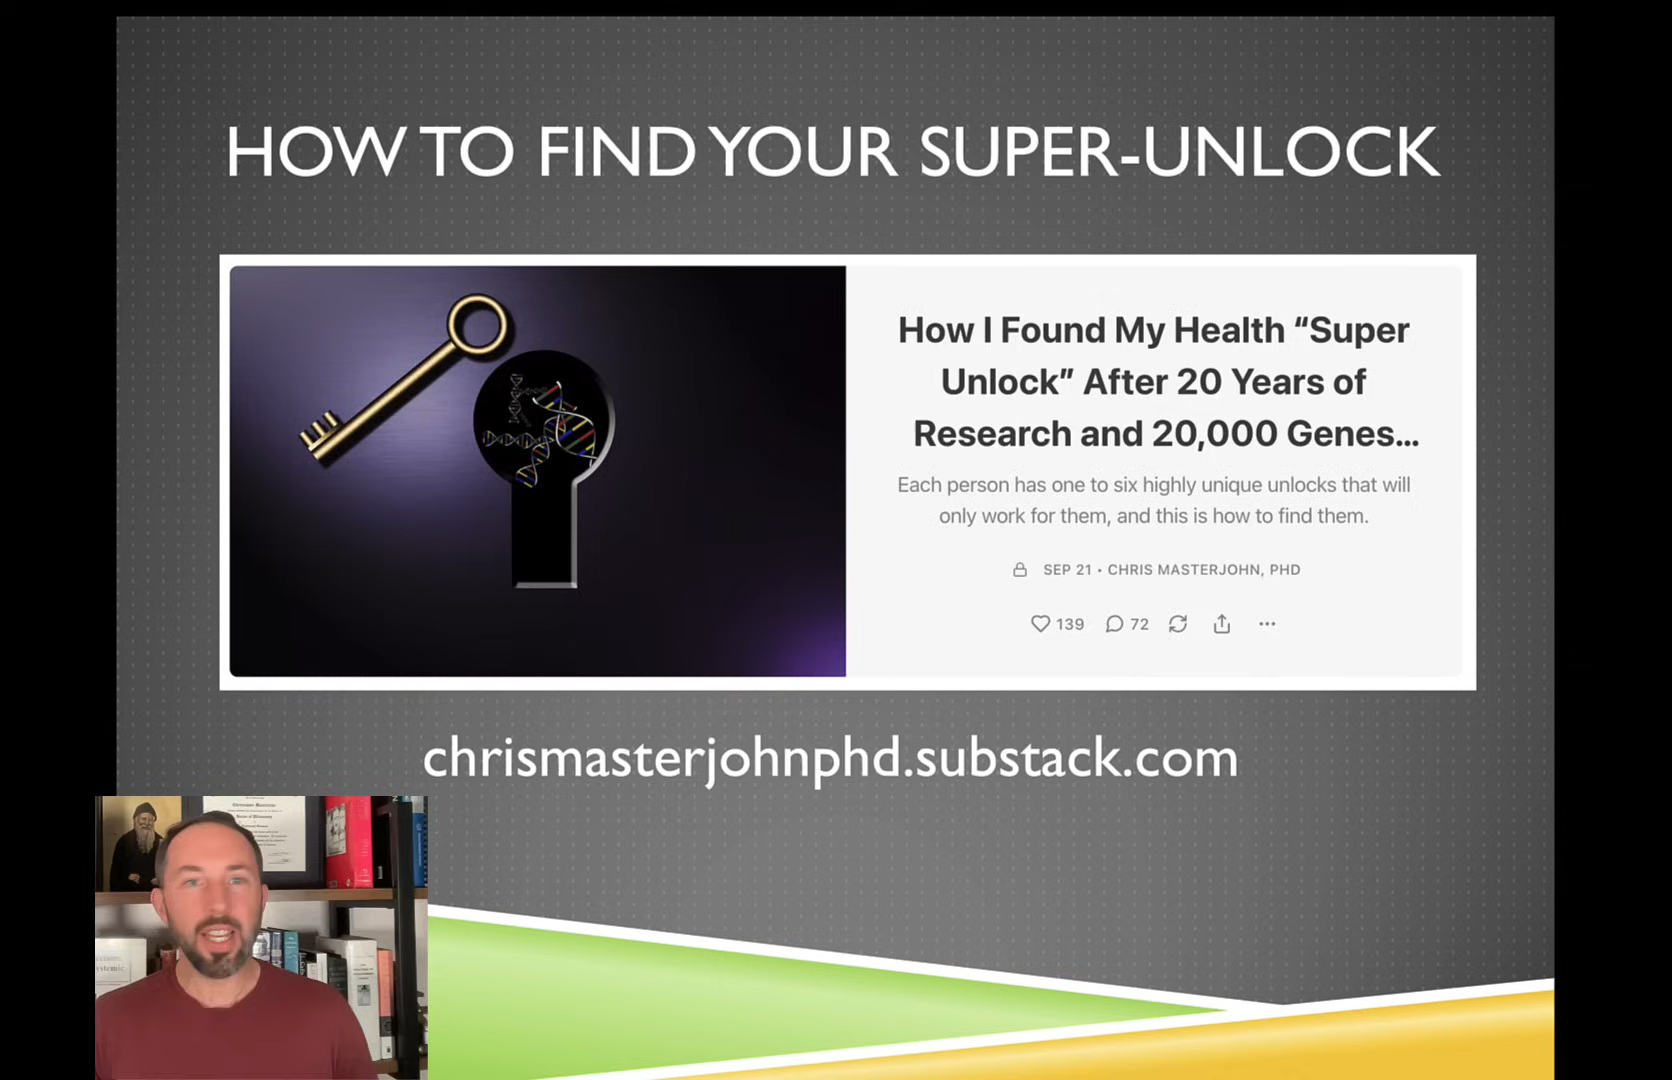 HOW TO FIND YOUR SUPER-UNLOCK
How I Found My Health “Super
Unlock” After 20 Years of
Research and 20,000 Genes...
Each person has one to six highly unique unlocks that will
only work for them, and this is how to find them.
SEP 21 • CHRIS MASTERJOHN, PHD
139 72
chrismasterjohnphd.substack.com